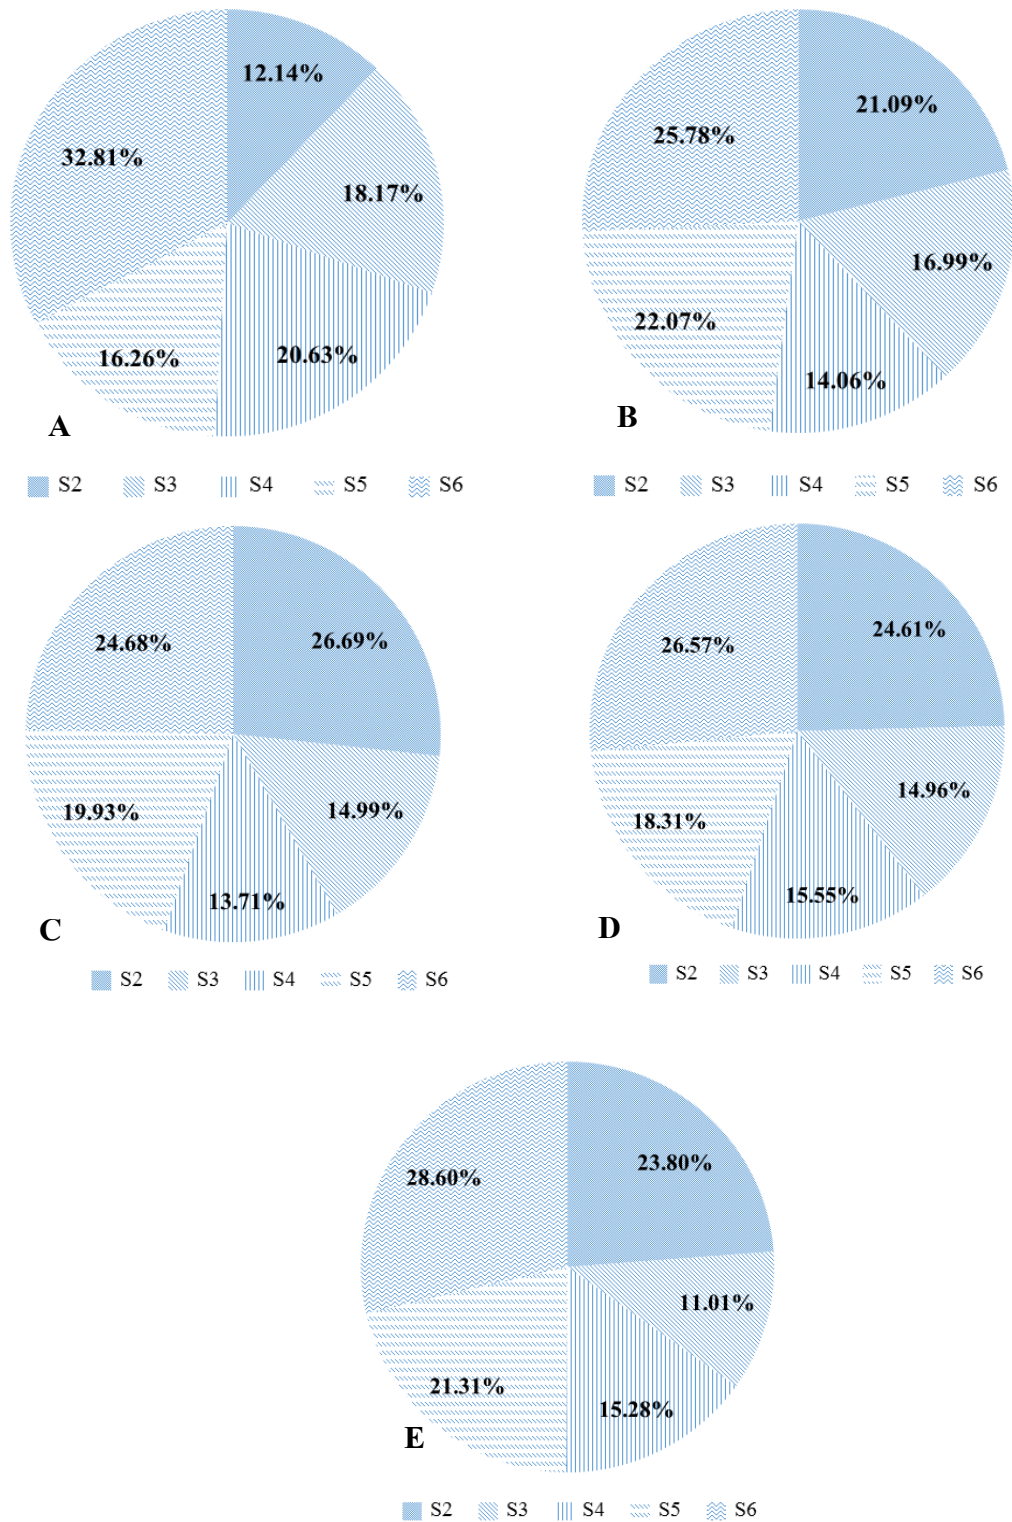 12.14%
21.09%
32.81%
25.78%
18.17%
16.99%
22.07%
16.26%
20.63%
14.06%
A
B
S2 S3 S4 S5 S6
S2 S3 S4 S5 S6
24.68%
26.69%
26.57%
24.61%
19.93%
14.99%
18.31%
14.96%
13.71%
15.55%
C
D
S2 S3 S4 S5 S6
S2 S3 S4 S5 S6
28.60%
23.80%
11.01%
21.31%
15.28%
E
S2 S3 S4 S5 S6